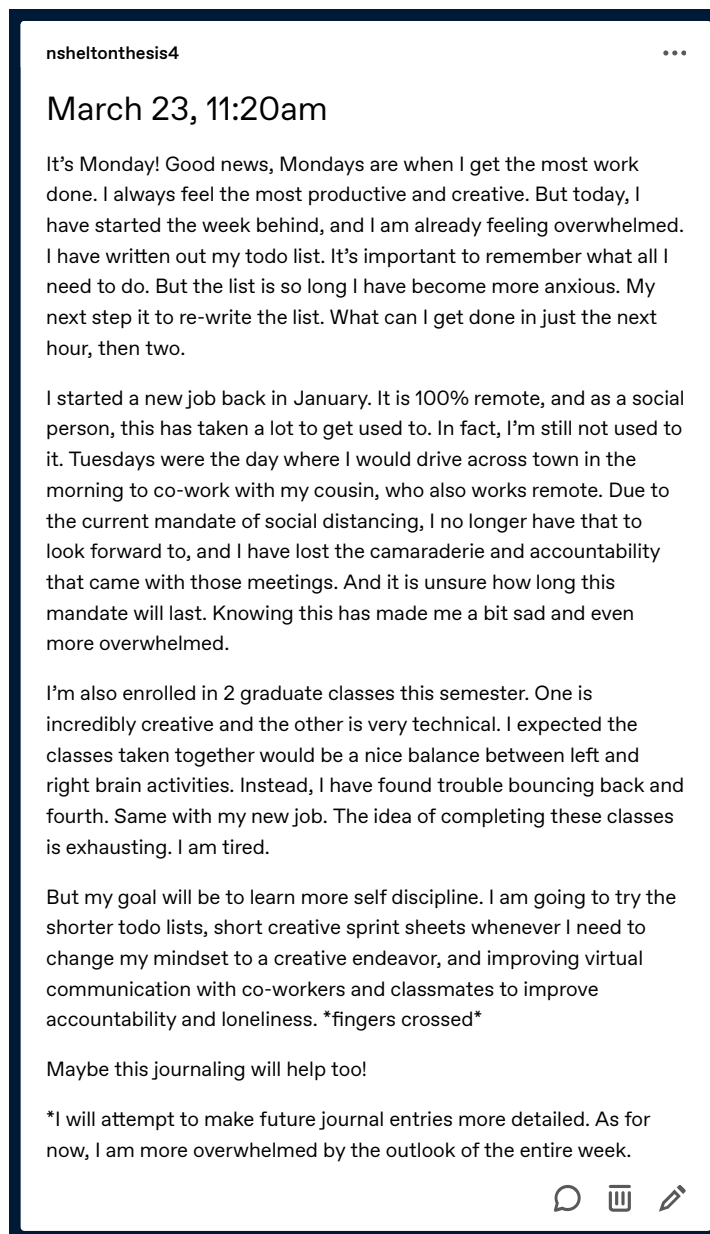 nsheltonthesis4
March 23, 11:20am
It's Monday! Good news, Mondays are when I get the most work
done. I always feel the most productive and creative. But today, I
have started the week behind, and I am already feeling overwhelmed.
I have written out my todo list. It's important to remember what all I
need to do. But the list is so long I have become more anxious. My
next step it to re-write the list. What can I get done in just the next
hour, then two.
I started a new job back in January. It is 100% remote, and as a social
person, this has taken a lot to get used to. In fact, I'm still not used to
it. Tuesdays were the day where I would drive across town in the
morning to co-work with my cousin, who also works remote. Due to
the current mandate of social distancing, I no longer have that to
look forward to, and I have lost the camaraderie and accountability
that came with those meetings. And it is unsure how long this
mandate will last. Knowing this has made me a bit sad and even
more overwhelmed.
I'm also enrolled in 2 graduate classes this semester. One is
incredibly creative and the other is very technical. I expected the
classes taken together would be a nice balance between left and
right brain activities. Instead, I have found trouble bouncing back and
fourth. Same with my new job. The idea of completing these classes
is exhausting. I am tired.
But my goal will be to learn more self discipline. I am going to try the
shorter todo lists, short creative sprint sheets whenever I need to
change my mindset to a creative endeavor, and improving virtual
communication with co-workers and classmates to improve
accountability and loneliness. *fingers crossed*
Maybe this journaling will help too!
*I will attempt to make future journal entries more detailed. As for
now, I am more overwhelmed by the outlook of the entire week.